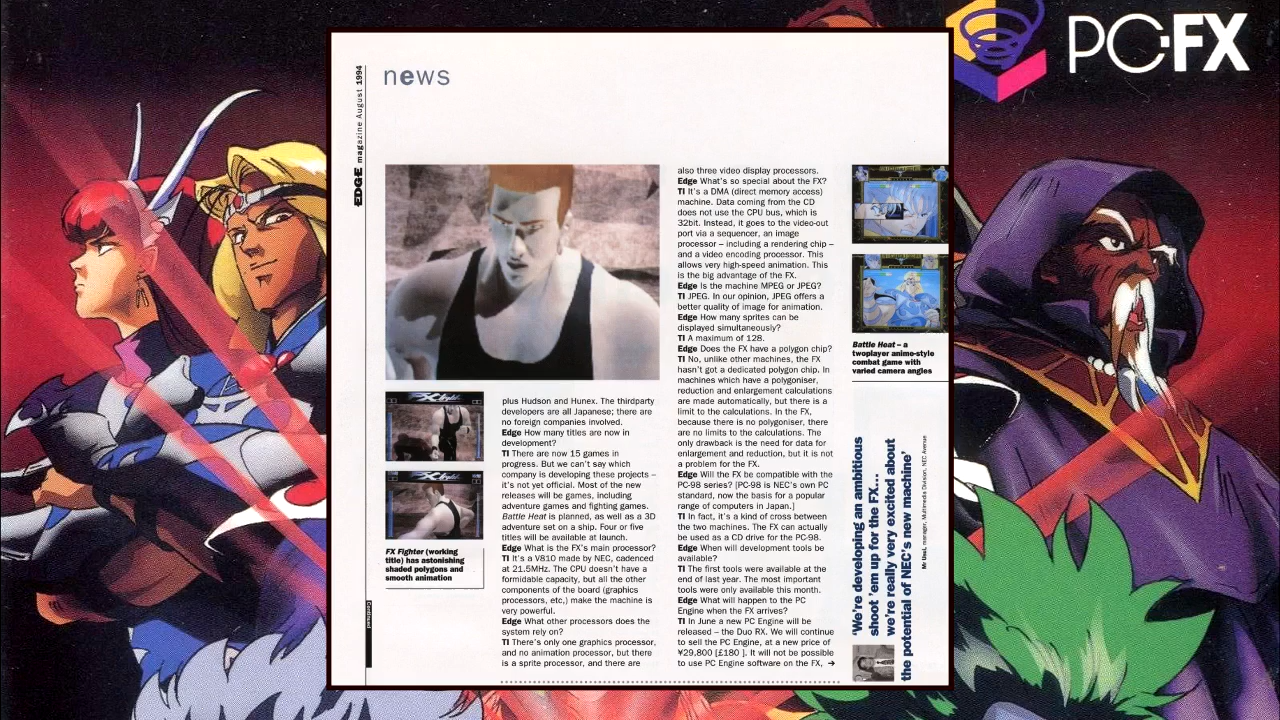 PC-FX
EDGE magazine August 1994
news
plus Hudson and Hunex. The thirdparty
developers are all Japanese; there are
no foreign companies involved.
Edge How many titles are now in
development?
TI There are now 15 games in
progress. But we can't say which
company is developing these projects –
it's not yet official. Most of the new
releases will be games, including
adventure games and fighting games.
Battle Heat is planned, as well as a 3D
adventure set on a ship. Four or five
titles will be available at launch.
Edge What is the FX's main processor?
TI It's a V810 made by NEC, cadenced
at 21.5MHz. The CPU doesn't have a
formidable capacity, but all the other
components of the board (graphics
processors, etc,) make the machine is
very powerful.
Edge What other processors does the
system rely on?
TI There's only one graphics processor,
and no animation processor, but there
is a sprite processor, and there are
also three video display processors.
Edge What's so special about the FX?
TI It's a DMA (direct memory access)
machine. Data coming from the CD
does not use the CPU bus, which is
32bit. Instead, it goes to the video-out
port via a sequencer, an image
processor – including a rendering chip –
and a video encoding processor. This
allows very high-speed animation. This
is the big advantage of the FX.
Edge Is the machine MPEG or JPEG?
TI JPEG. In our opinion, JPEG offers a
better quality of image for animation.
Edge How many sprites can be
displayed simultaneously?
TI A maximum of 128.
Edge Does the FX have a polygon chip?
TI No, unlike other machines, the FX
hasn't got a dedicated polygon chip. In
machines which have a polygoniser,
reduction and enlargement calculations
are made automatically, but there is a
limit to the calculations. In the FX,
because there is no polygoniser, there
are no limits to the calculations. The
only drawback is the need for data for
enlargement and reduction, but it is not
a problem for the FX.
Edge Will the FX be compatible with the
PC-98 series? [PC-98 is NEC's own PC
standard, now the basis for a popular
range of computers in Japan.]
TI In fact, it's a kind of cross between
the two machines. The FX can actually
be used as a CD drive for the PC-98.
Edge When will development tools be
available?
TI The first tools were available at the
end of last year. The most important
tools were only available this month.
Edge What will happen to the PC
Engine when the FX arrives?
TI In June a new PC Engine will be
released – the Duo RX. We will continue
to sell the PC Engine, at a new price of
¥29,800 [£180 ]. It will not be possible
to use PC Engine software on the FX, ➔
FX Fighter (working
title) has astonishing
shaded polygons and
smooth animation
Continued
Battle Heat – a
twoplayer anime-style
combat game with
varied camera angles
'We're developing an ambitious
shoot 'em up for the FX...
we're really very excited about
the potential of NEC's new machine'
manager, Multimedia Division, NEC Avenue